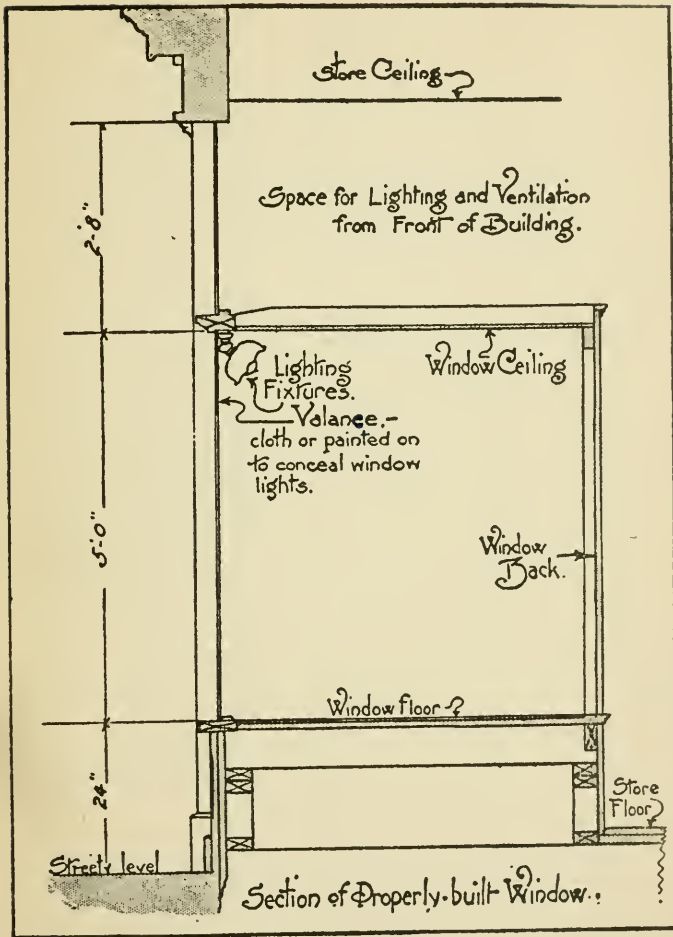 Store Ceiling
Space for Lighting and Ventilation
from Front of Building.
2'-8"
Window Ceiling
Lighting
Fixtures.
Valance.-
cloth or painted on
to conceal window
lights.
5'-0"
Window
Back.
Window floor
24"
Store
Floor
Street level
Section of Properly-built Window.